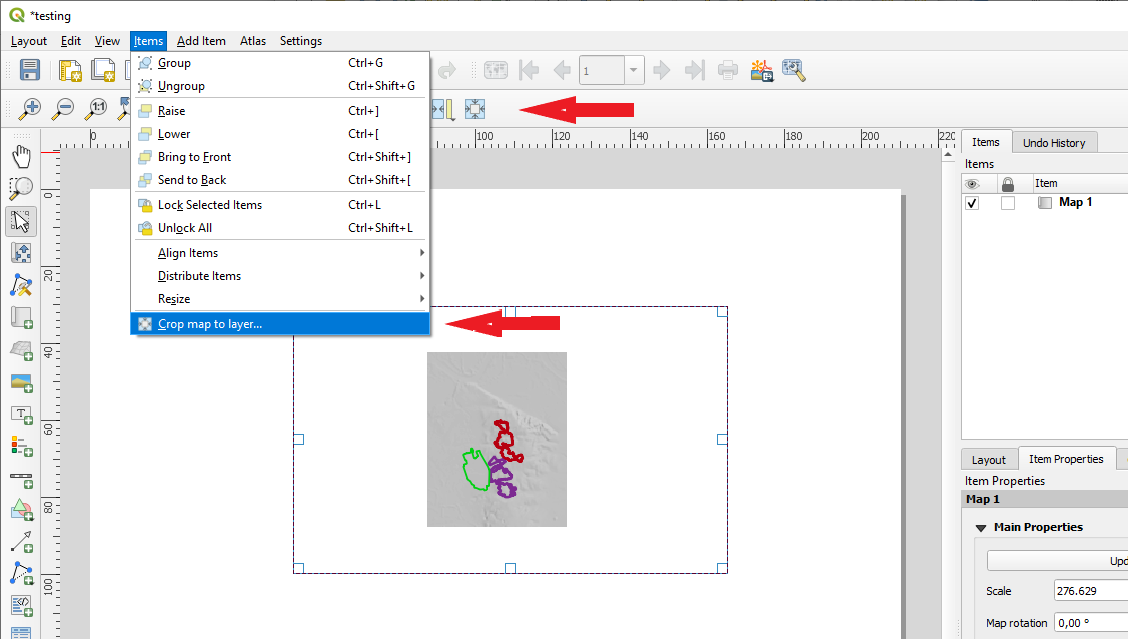 *testing
Layout Edit View Items Add Item Atlas Settings
Group Ctrl+G
Ungroup Ctrl+Shift+G
1
Raise Ctrl+]
1:1
Lower Ctrl+[
Bring to Front Ctrl+Shift+]
Send to Back Ctrl+Shift+[
Lock Selected Items Ctrl+L
Unlock All Ctrl+Shift+L
Align Items
Distribute Items
Resize
Crop map to layer...
0 100 120 140 160 180 200 220
0
20
40
60
80
100
T
Items Undo History
Items
Item
Map 1
Layout Item Properties
Item Properties
Map 1
Main Properties
Upd
Scale 276.629
Map rotation 0,00 °